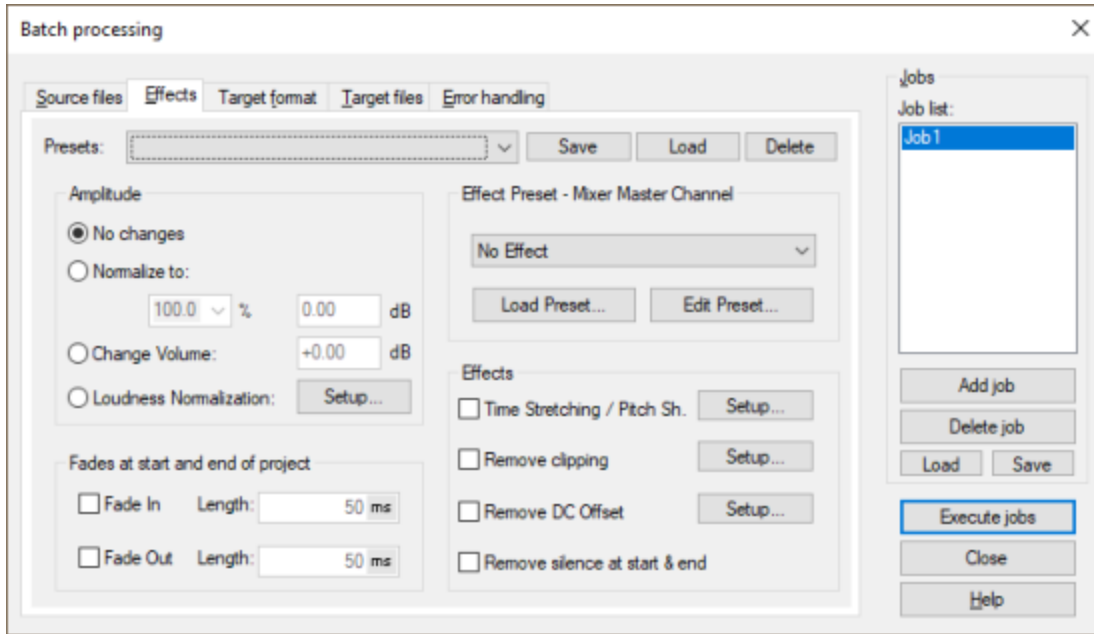 Batch processing
Source files Effects Target format Target files Error handling
Presets: Save Load Delete
Amplitude
No changes
Normalize to:
100.0 % 0.00 dB
Change Volume: +0.00 dB
Loudness Normalization: Setup...
Fades at start and end of project
Fade In Length: 50 ms
Fade Out Length: 50 ms
Effect Preset - Mixer Master Channel
No Effect
Load Preset... Edit Preset...
Effects
Time Stretching / Pitch Sh. Setup...
Remove clipping Setup...
Remove DC Offset Setup...
Remove silence at start & end
Jobs
Job list:
Job1
Add job
Delete job
Load Save
Execute jobs
Close
Help